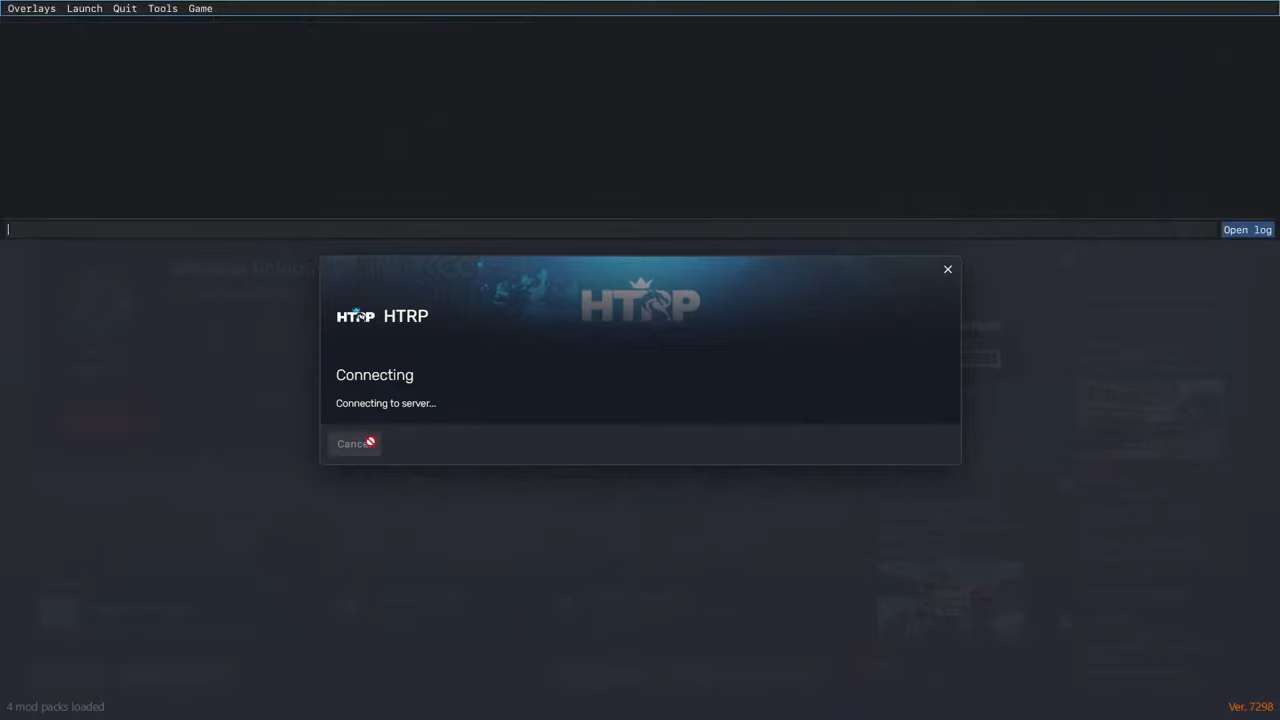 Overlays Launch Quit Tools Game
Open log
HTRP
HTRP HTRP
Connecting
Connecting to server...
Cancel
4 mod packs loaded
Ver. 7298